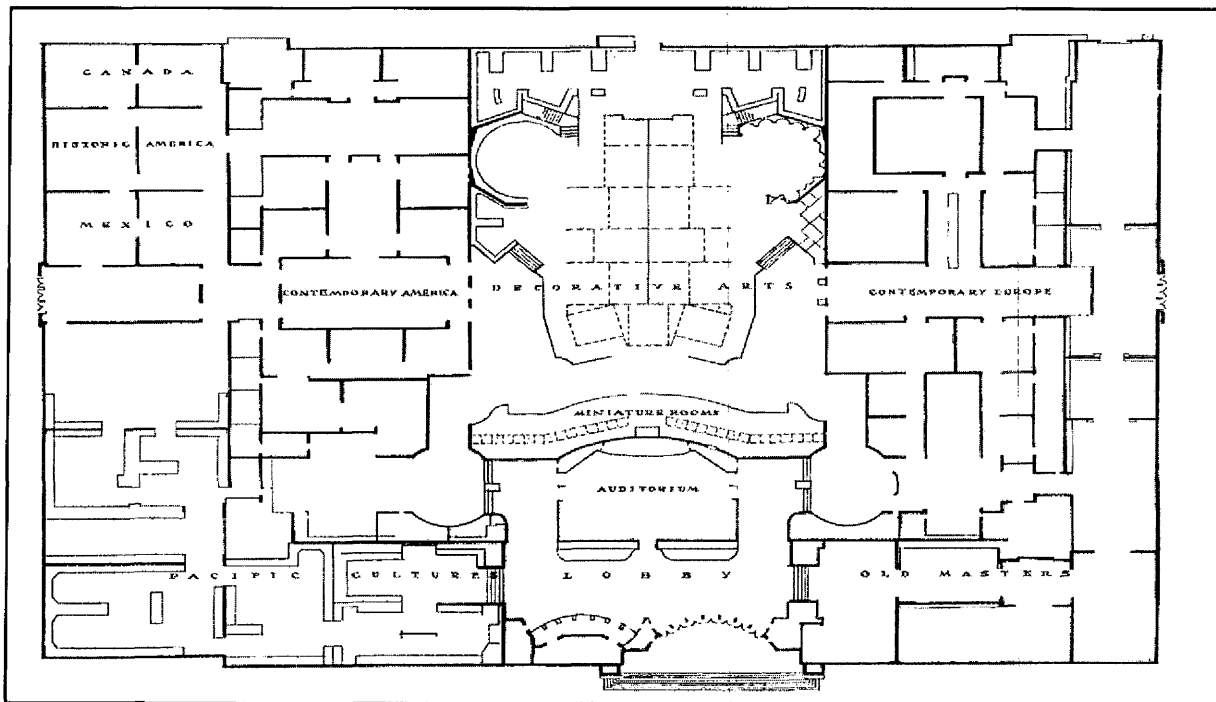 CANADA
HISTORIC AMERICA
MEXICO
CONTEMPORARY AMERICA
DECORATIVE ARTS
CONTEMPORARY EUROPE
MINIATURE ROOMS
AUDITORIUM
PACIFIC CULTURES
LOBBY
OLD MASTERS